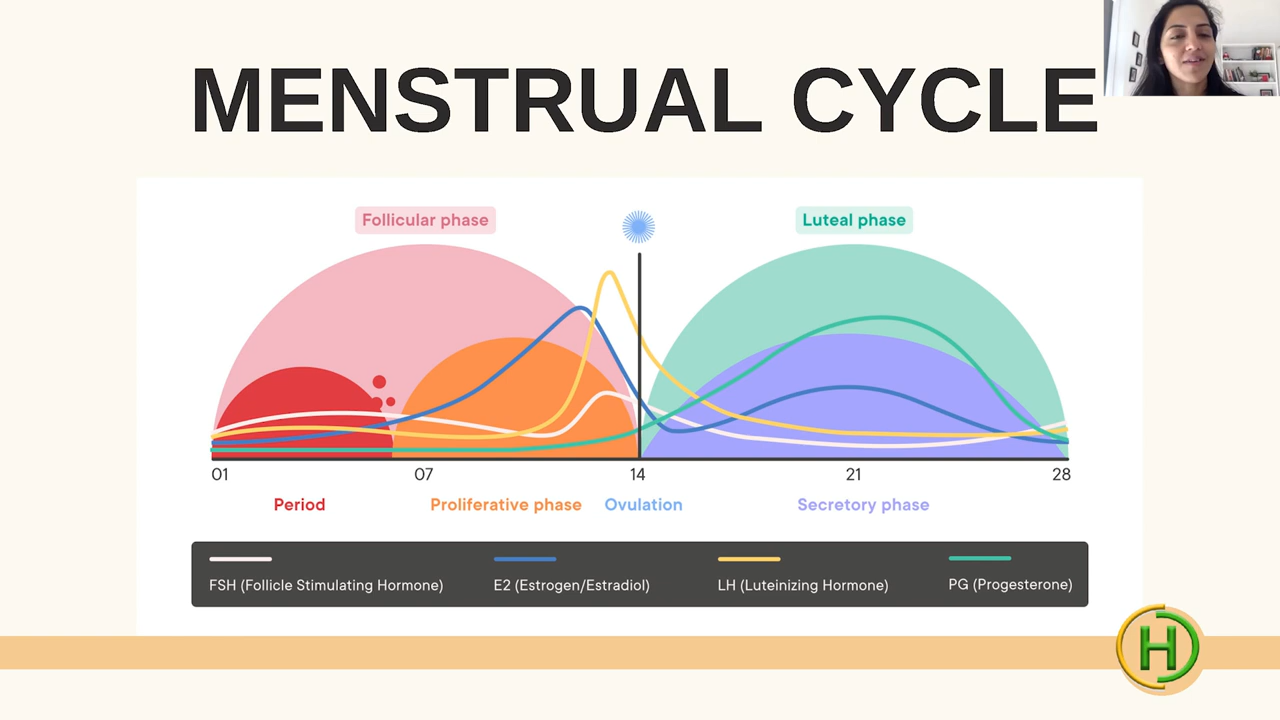 MENSTRUAL CYCLE
Follicular phase
Luteal phase
01 07 14 21 28
Period Proliferative phase Ovulation Secretory phase
FSH (Follicle Stimulating Hormone) E2 (Estrogen/Estradiol) LH (Luteinizing Hormone) PG (Progesterone)
H